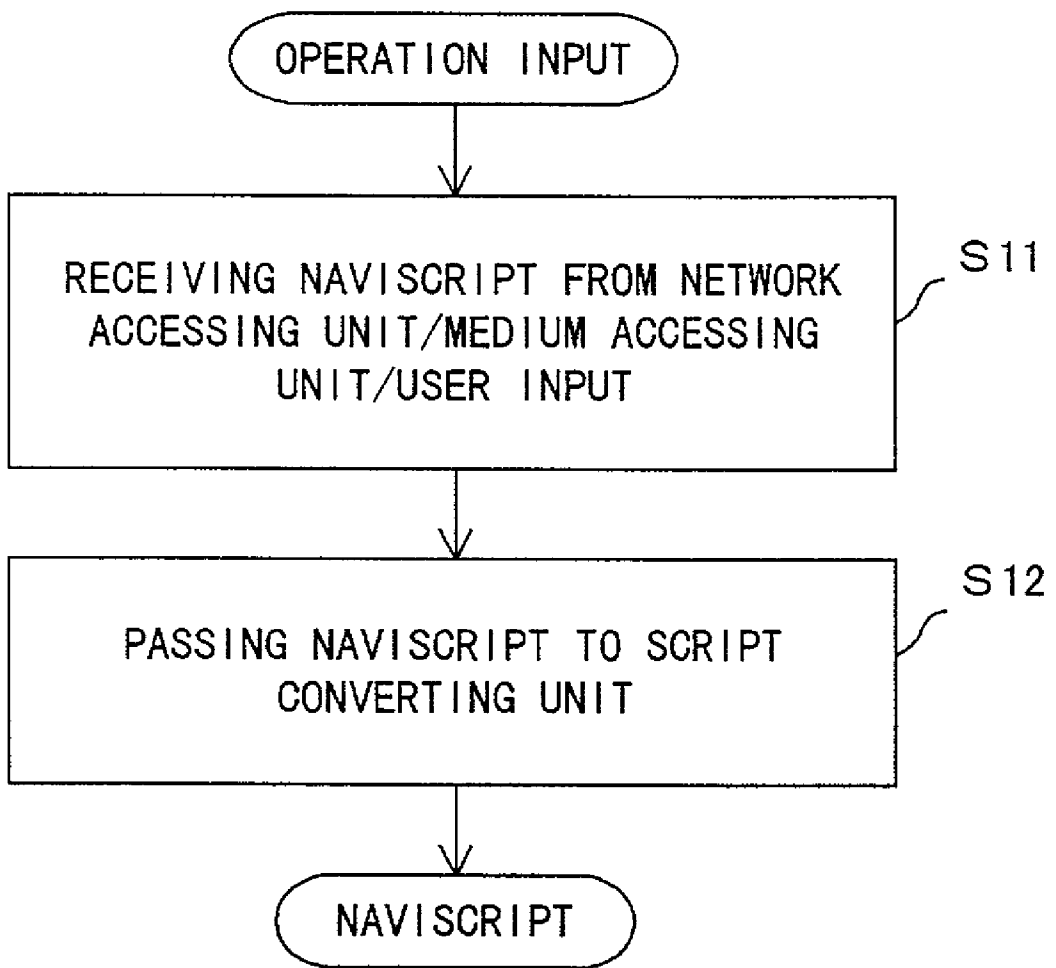 OPERATION INPUT
RECEIVING NAVISCRIPT FROM NETWORK
ACCESSING UNIT/MEDIUM ACCESSING
UNIT/USER INPUT
S11
PASSING NAVISCRIPT TO SCRIPT
CONVERTING UNIT
S12
NAVISCRIPT